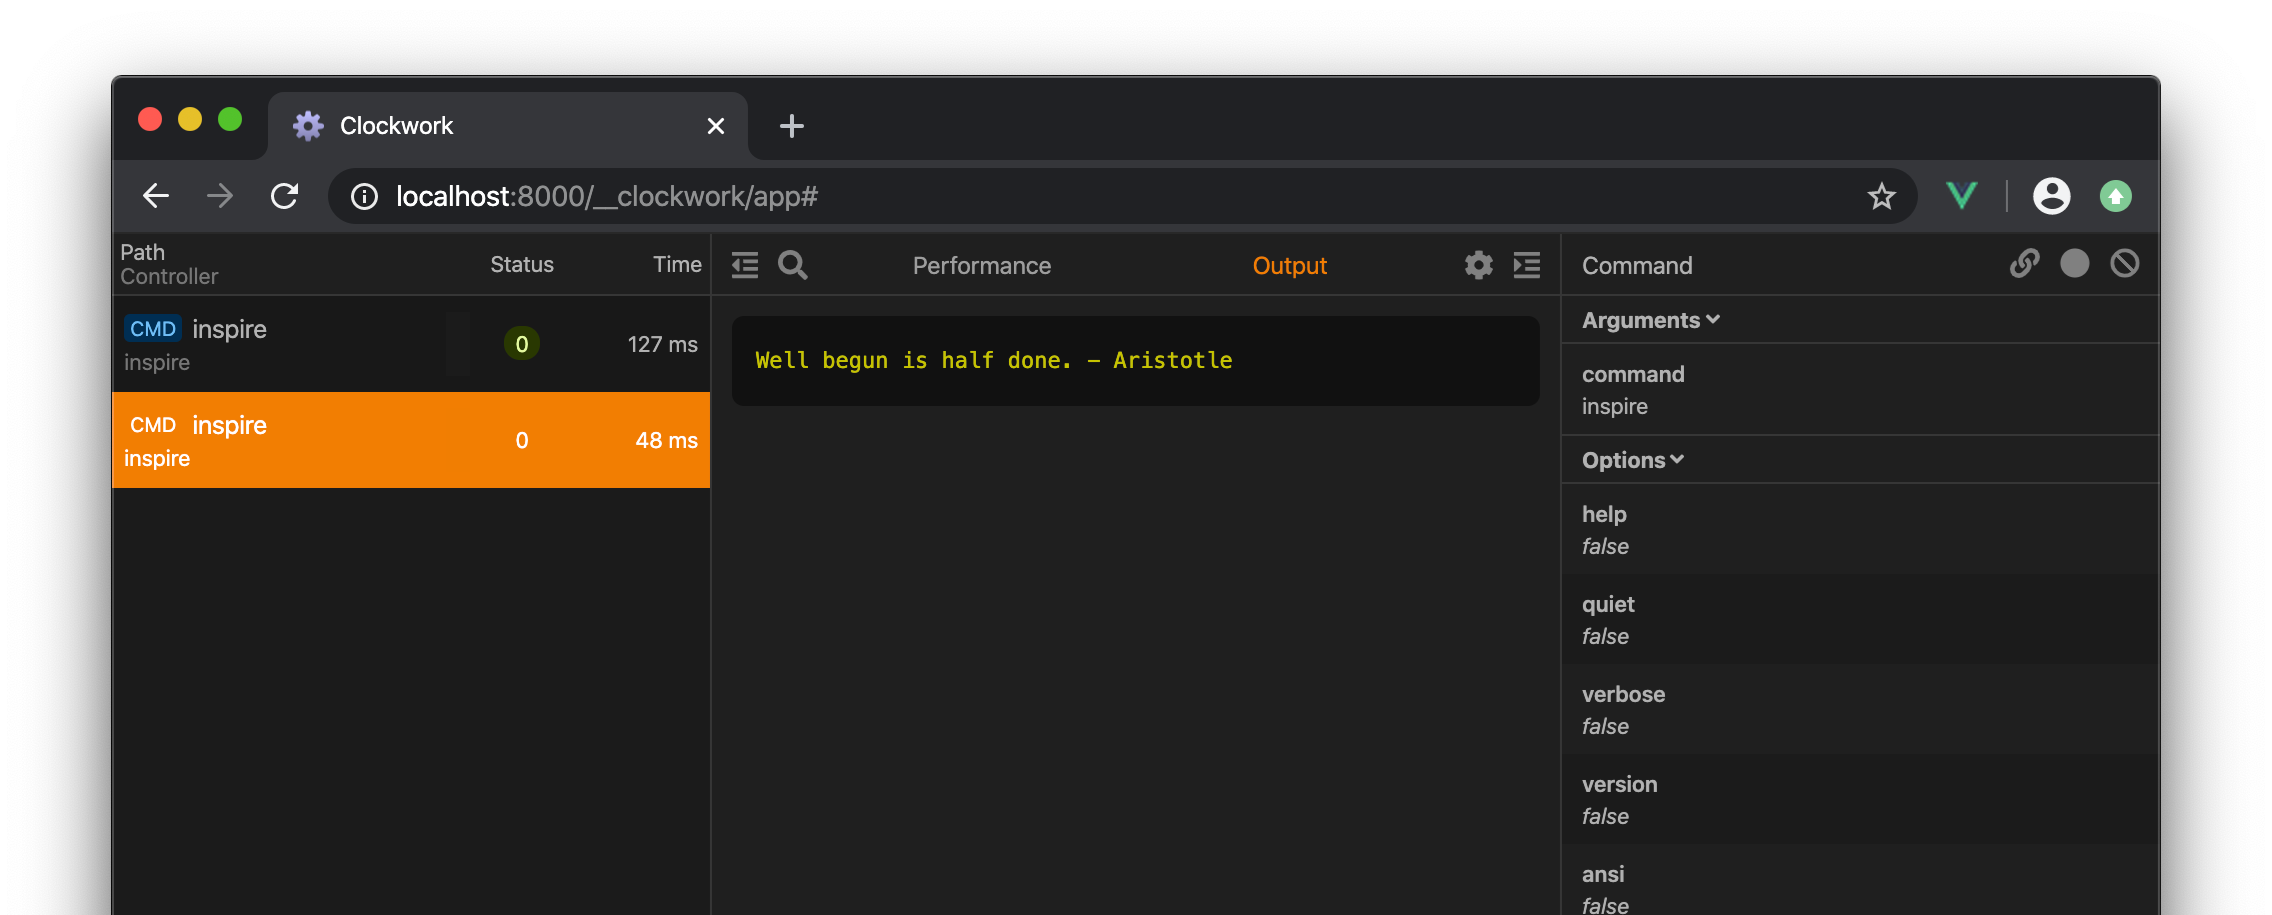 Clockwork
localhost:8000/__clockwork/app#
Path
Controller
Status
Time
CMD inspire
inspire
0
127 ms
CMD inspire
inspire
0
48 ms
Performance
Output
Well begun is half done. – Aristotle
Command
Arguments
command
inspire
Options
help
false
quiet
false
verbose
false
version
false
ansi
false